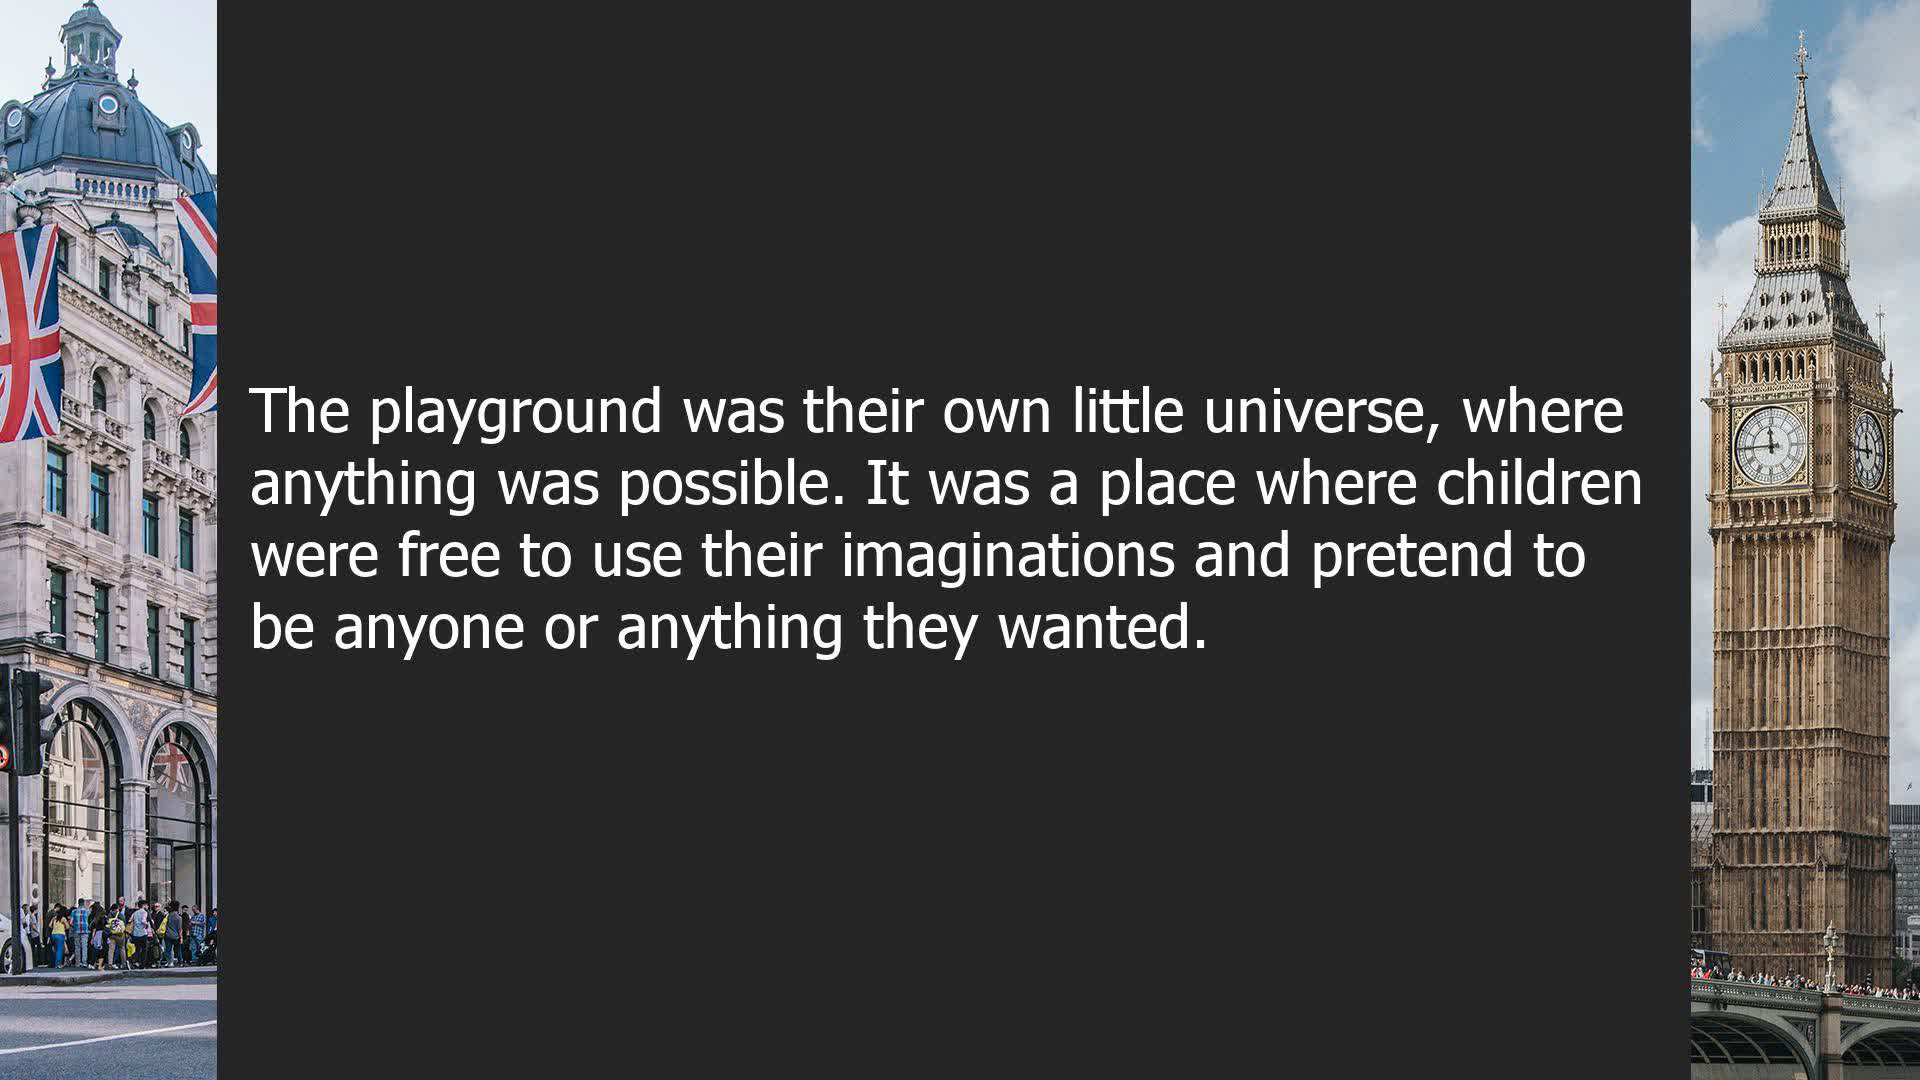 The playground was their own little universe, where
anything was possible. It was a place where children
were free to use their imaginations and pretend to
be anyone or anything they wanted.